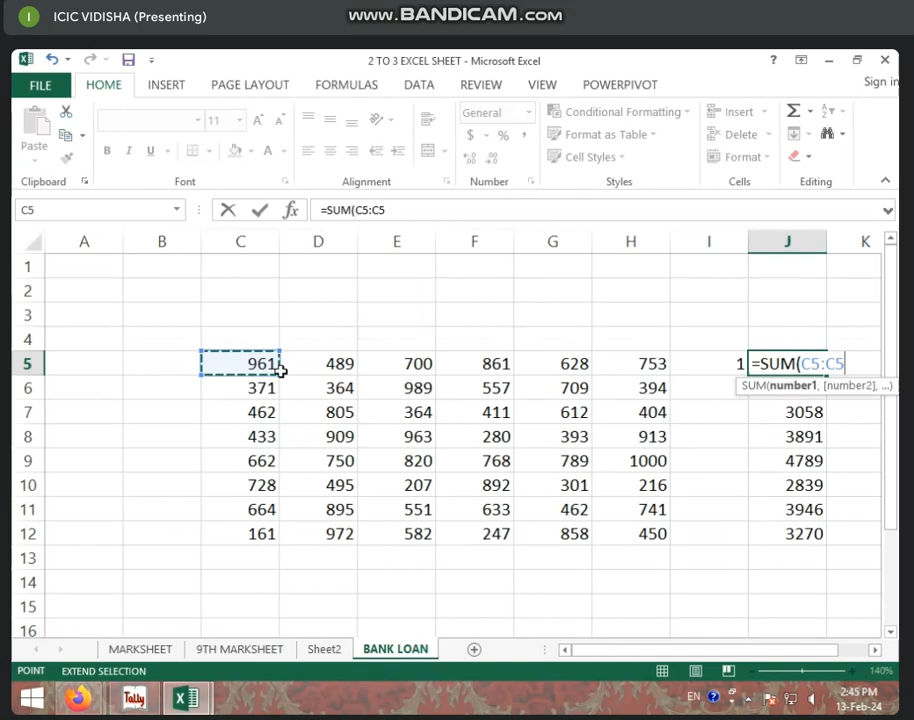 I ICIC VIDISHA (Presenting)
www.BANDICAM.com
2 TO 3 EXCEL SHEET - Microsoft Excel
?
FILE HOME INSERT PAGE LAYOUT FORMULAS DATA REVIEW VIEW POWERPIVOT Sign in
Paste
11 A A
B I U A
General
$ % ,
Conditional Formatting
Format as Table
Cell Styles
Insert
Delete
Format
Clipboard Font Alignment Number Styles Cells Editing
C5 fx =SUM(C5:C5
A B C D E F G H I J K
1
2
3
4
5 961 489 700 861 628 753 1 =SUM(C5:C5
6 371 364 989 557 709 394
SUM(number1, [number2], ...)
7 462 805 364 411 612 404 3058
8 433 909 963 280 393 913 3891
9 662 750 820 768 789 1000 4789
10 728 495 207 892 301 216 2839
11 664 895 551 633 462 741 3946
12 161 972 582 247 858 450 3270
13
14
15
16
MARKSHEET 9TH MARKSHEET Sheet2 BANK LOAN
POINT EXTEND SELECTION 140%
Tally EN 2:45 PM
13-Feb-24